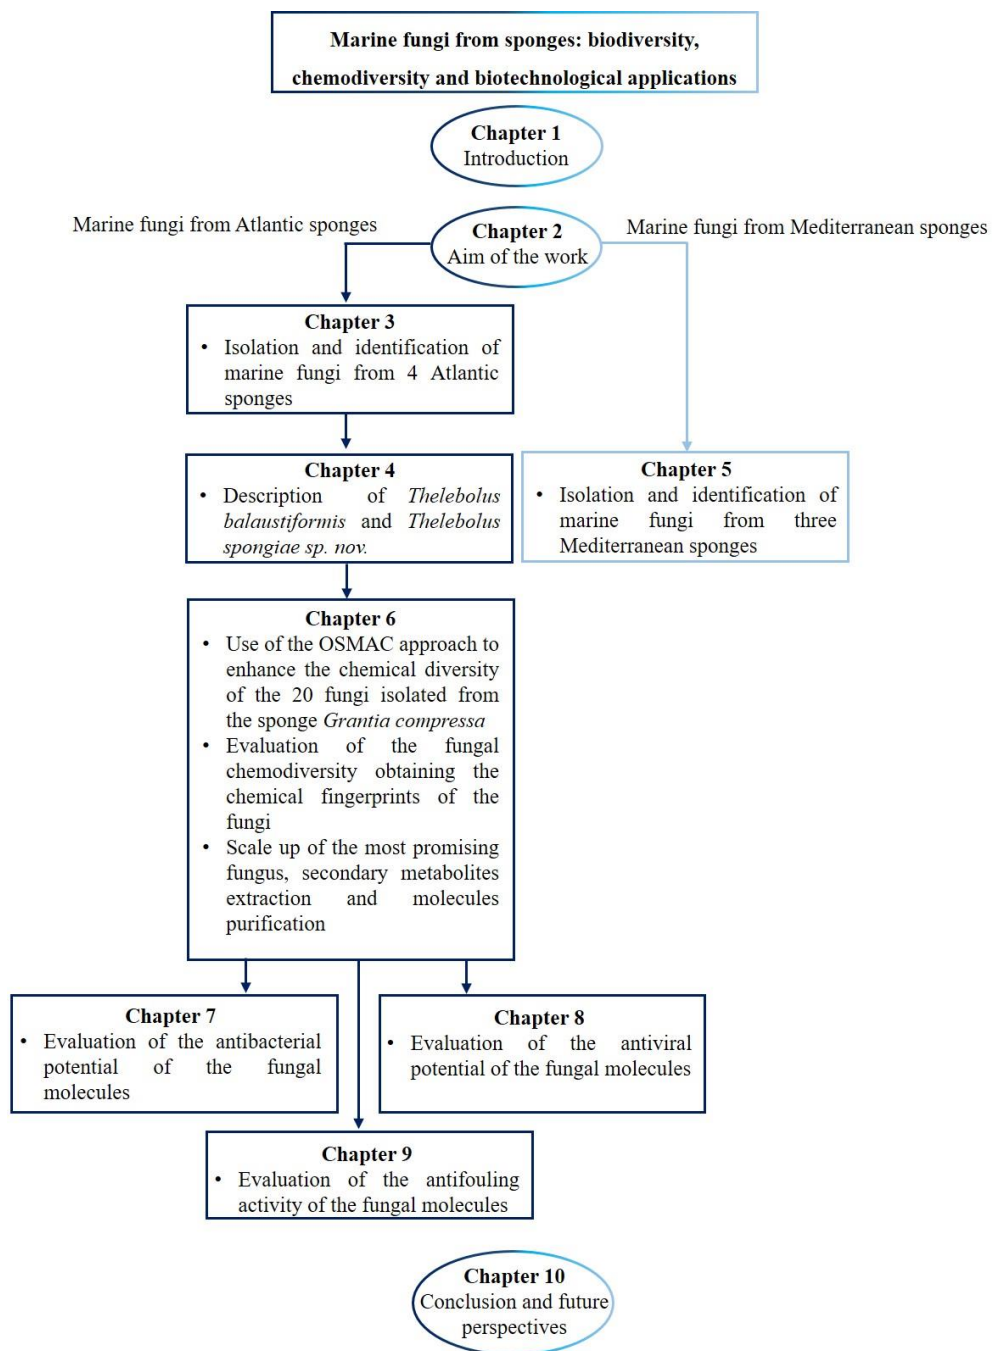 Marine fungi from sponges: biodiversity,
chemodiversity and biotechnological applications
Chapter 1
Introduction
Marine fungi from Atlantic sponges
Chapter 2
Aim of the work
Marine fungi from Mediterranean sponges
Chapter 3
• Isolation and identification of
marine fungi from 4 Atlantic
sponges
Chapter 4
• Description of Thelebolus
balaustiformis and Thelebolus
spongiae sp. nov.
Chapter 5
• Isolation and identification of
marine fungi from three
Mediterranean sponges
Chapter 6
• Use of the OSMAC approach to
enhance the chemical diversity
of the 20 fungi isolated from
the sponge Grantia compressa
• Evaluation of the fungal
chemodiversity obtaining the
chemical fingerprints of the
fungi
• Scale up of the most promising
fungus, secondary metabolites
extraction and molecules
purification
Chapter 7
• Evaluation of the antibacterial
potential of the fungal
molecules
Chapter 8
• Evaluation of the antiviral
potential of the fungal molecules
Chapter 9
• Evaluation of the antifouling
activity of the fungal molecules
Chapter 10
Conclusion and future
perspectives